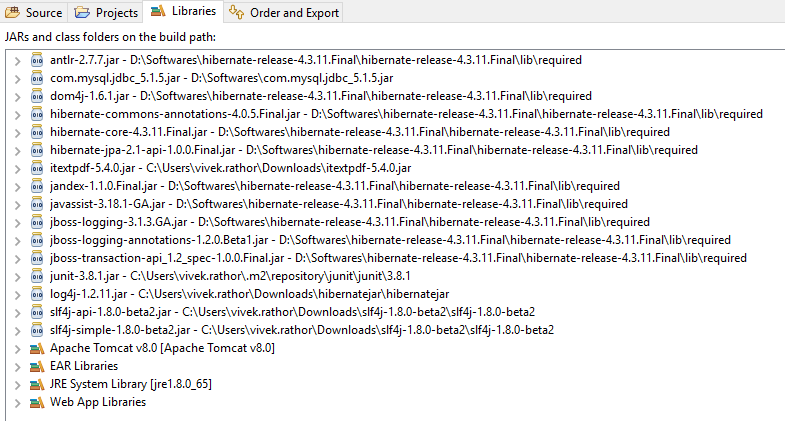 Source Projects Libraries Order and Export
JARs and class folders on the build path:
antlr-2.7.7.jar - D:\Softwares\hibernate-release-4.3.11.Final\hibernate-release-4.3.11.Final\lib\required
com.mysql.jdbc_5.1.5.jar - D:\Softwares\com.mysql.jdbc_5.1.5.jar
dom4j-1.6.1.jar - D:\Softwares\hibernate-release-4.3.11.Final\hibernate-release-4.3.11.Final\lib\required
hibernate-commons-annotations-4.0.5.Final.jar - D:\Softwares\hibernate-release-4.3.11.Final\hibernate-release-4.3.11.Final\lib\required
hibernate-core-4.3.11.Final.jar - D:\Softwares\hibernate-release-4.3.11.Final\hibernate-release-4.3.11.Final\lib\required
hibernate-jpa-2.1-api-1.0.0.Final.jar - D:\Softwares\hibernate-release-4.3.11.Final\hibernate-release-4.3.11.Final\lib\required
itextpdf-5.4.0.jar - C:\Users\vivek.rathor\Downloads\itextpdf-5.4.0.jar
jandex-1.1.0.Final.jar - D:\Softwares\hibernate-release-4.3.11.Final\hibernate-release-4.3.11.Final\lib\required
javassist-3.18.1-GA.jar - D:\Softwares\hibernate-release-4.3.11.Final\hibernate-release-4.3.11.Final\lib\required
jboss-logging-3.1.3.GA.jar - D:\Softwares\hibernate-release-4.3.11.Final\hibernate-release-4.3.11.Final\lib\required
jboss-logging-annotations-1.2.0.Beta1.jar - D:\Softwares\hibernate-release-4.3.11.Final\hibernate-release-4.3.11.Final\lib\required
jboss-transaction-api_1.2_spec-1.0.0.Final.jar - D:\Softwares\hibernate-release-4.3.11.Final\hibernate-release-4.3.11.Final\lib\required
junit-3.8.1.jar - C:\Users\vivek.rathor\.m2\repository\junit\junit\3.8.1
log4j-1.2.11.jar - C:\Users\vivek.rathor\Downloads\hibernatejar\hibernatejar
slf4j-api-1.8.0-beta2.jar - C:\Users\vivek.rathor\Downloads\slf4j-1.8.0-beta2\slf4j-1.8.0-beta2
slf4j-simple-1.8.0-beta2.jar - C:\Users\vivek.rathor\Downloads\slf4j-1.8.0-beta2\slf4j-1.8.0-beta2
Apache Tomcat v8.0 [Apache Tomcat v8.0]
EAR Libraries
JRE System Library [jre1.8.0_65]
Web App Libraries